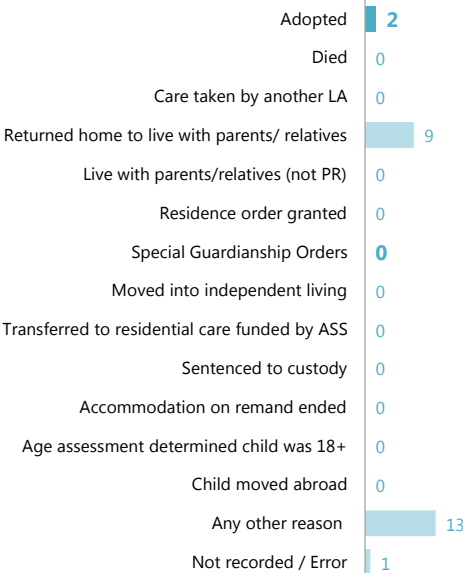 Adopted 2
Died 0
Care taken by another LA 0
Returned home to live with parents/ relatives 9
Live with parents/relatives (not PR) 0
Residence order granted 0
Special Guardianship Orders 0
Moved into independent living 0
Transferred to residential care funded by ASS 0
Sentenced to custody 0
Accommodation on remand ended 0
Age assessment determined child was 18+ 0
Child moved abroad 0
Any other reason 13
Not recorded / Error 1